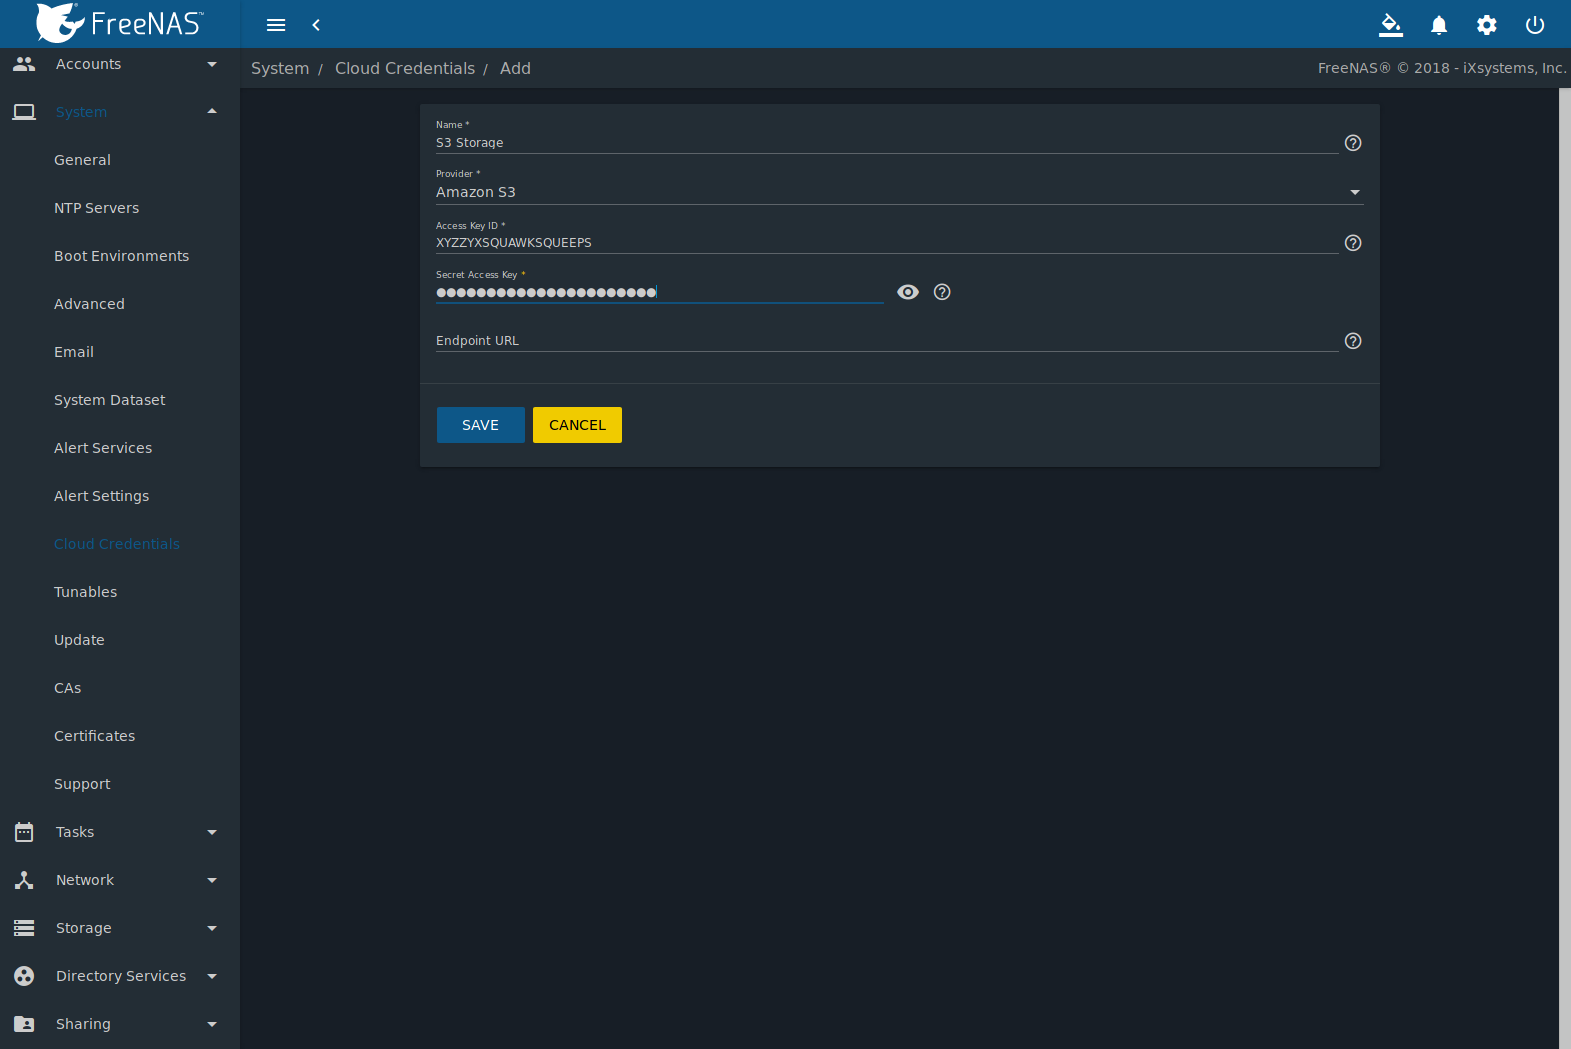 FreeNAS™
System / Cloud Credentials / Add
FreeNAS® © 2018 - iXsystems, Inc.
Accounts
System
General
NTP Servers
Boot Environments
Advanced
Email
System Dataset
Alert Services
Alert Settings
Cloud Credentials
Tunables
Update
CAs
Certificates
Support
Tasks
Network
Storage
Directory Services
Sharing
Name *
S3 Storage
Provider *
Amazon S3
Access Key ID *
XYZZYXSQUAWKSQUEEPS
Secret Access Key *
●●●●●●●●●●●●●●●●●●●●●●
Endpoint URL
SAVE
CANCEL